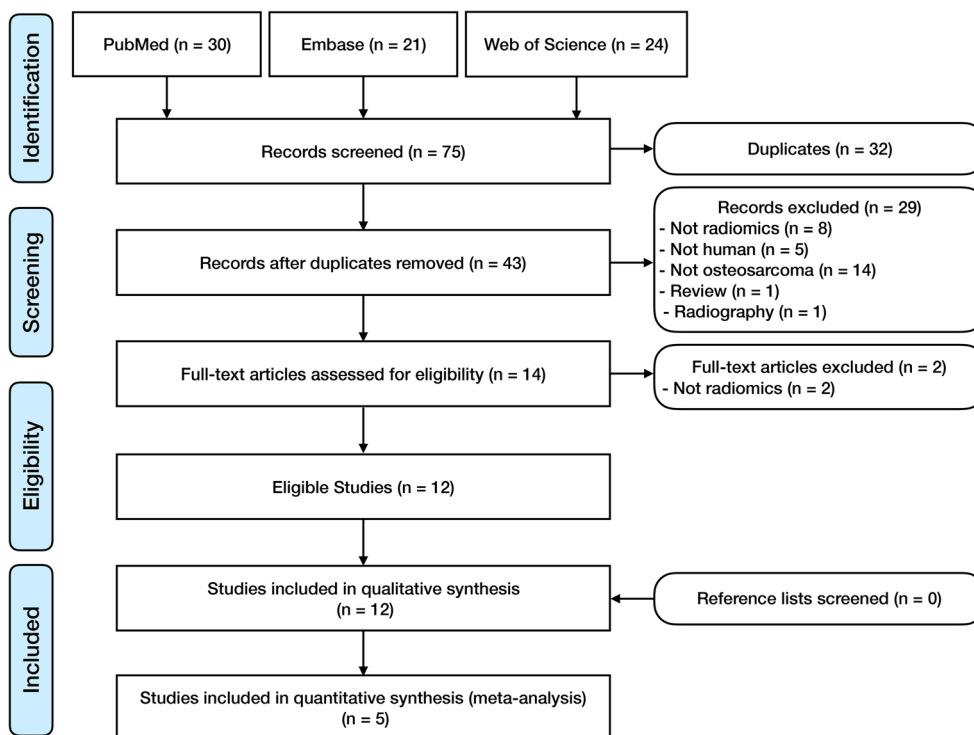 Identification
PubMed (n = 30)
Embase (n = 21)
Web of Science (n = 24)
Records screened (n = 75)
Duplicates (n = 32)
Screening
Records after duplicates removed (n = 43)
Records excluded (n = 29)
- Not radiomics (n = 8)
- Not human (n = 5)
- Not osteosarcoma (n = 14)
- Review (n = 1)
- Radiography (n = 1)
Full-text articles assessed for eligibility (n = 14)
Full-text articles excluded (n = 2)
- Not radiomics (n = 2)
Eligibility
Eligible Studies (n = 12)
Included
Studies included in qualitative synthesis
(n = 12)
Reference lists screened (n = 0)
Studies included in quantitative synthesis (meta-analysis)
(n = 5)